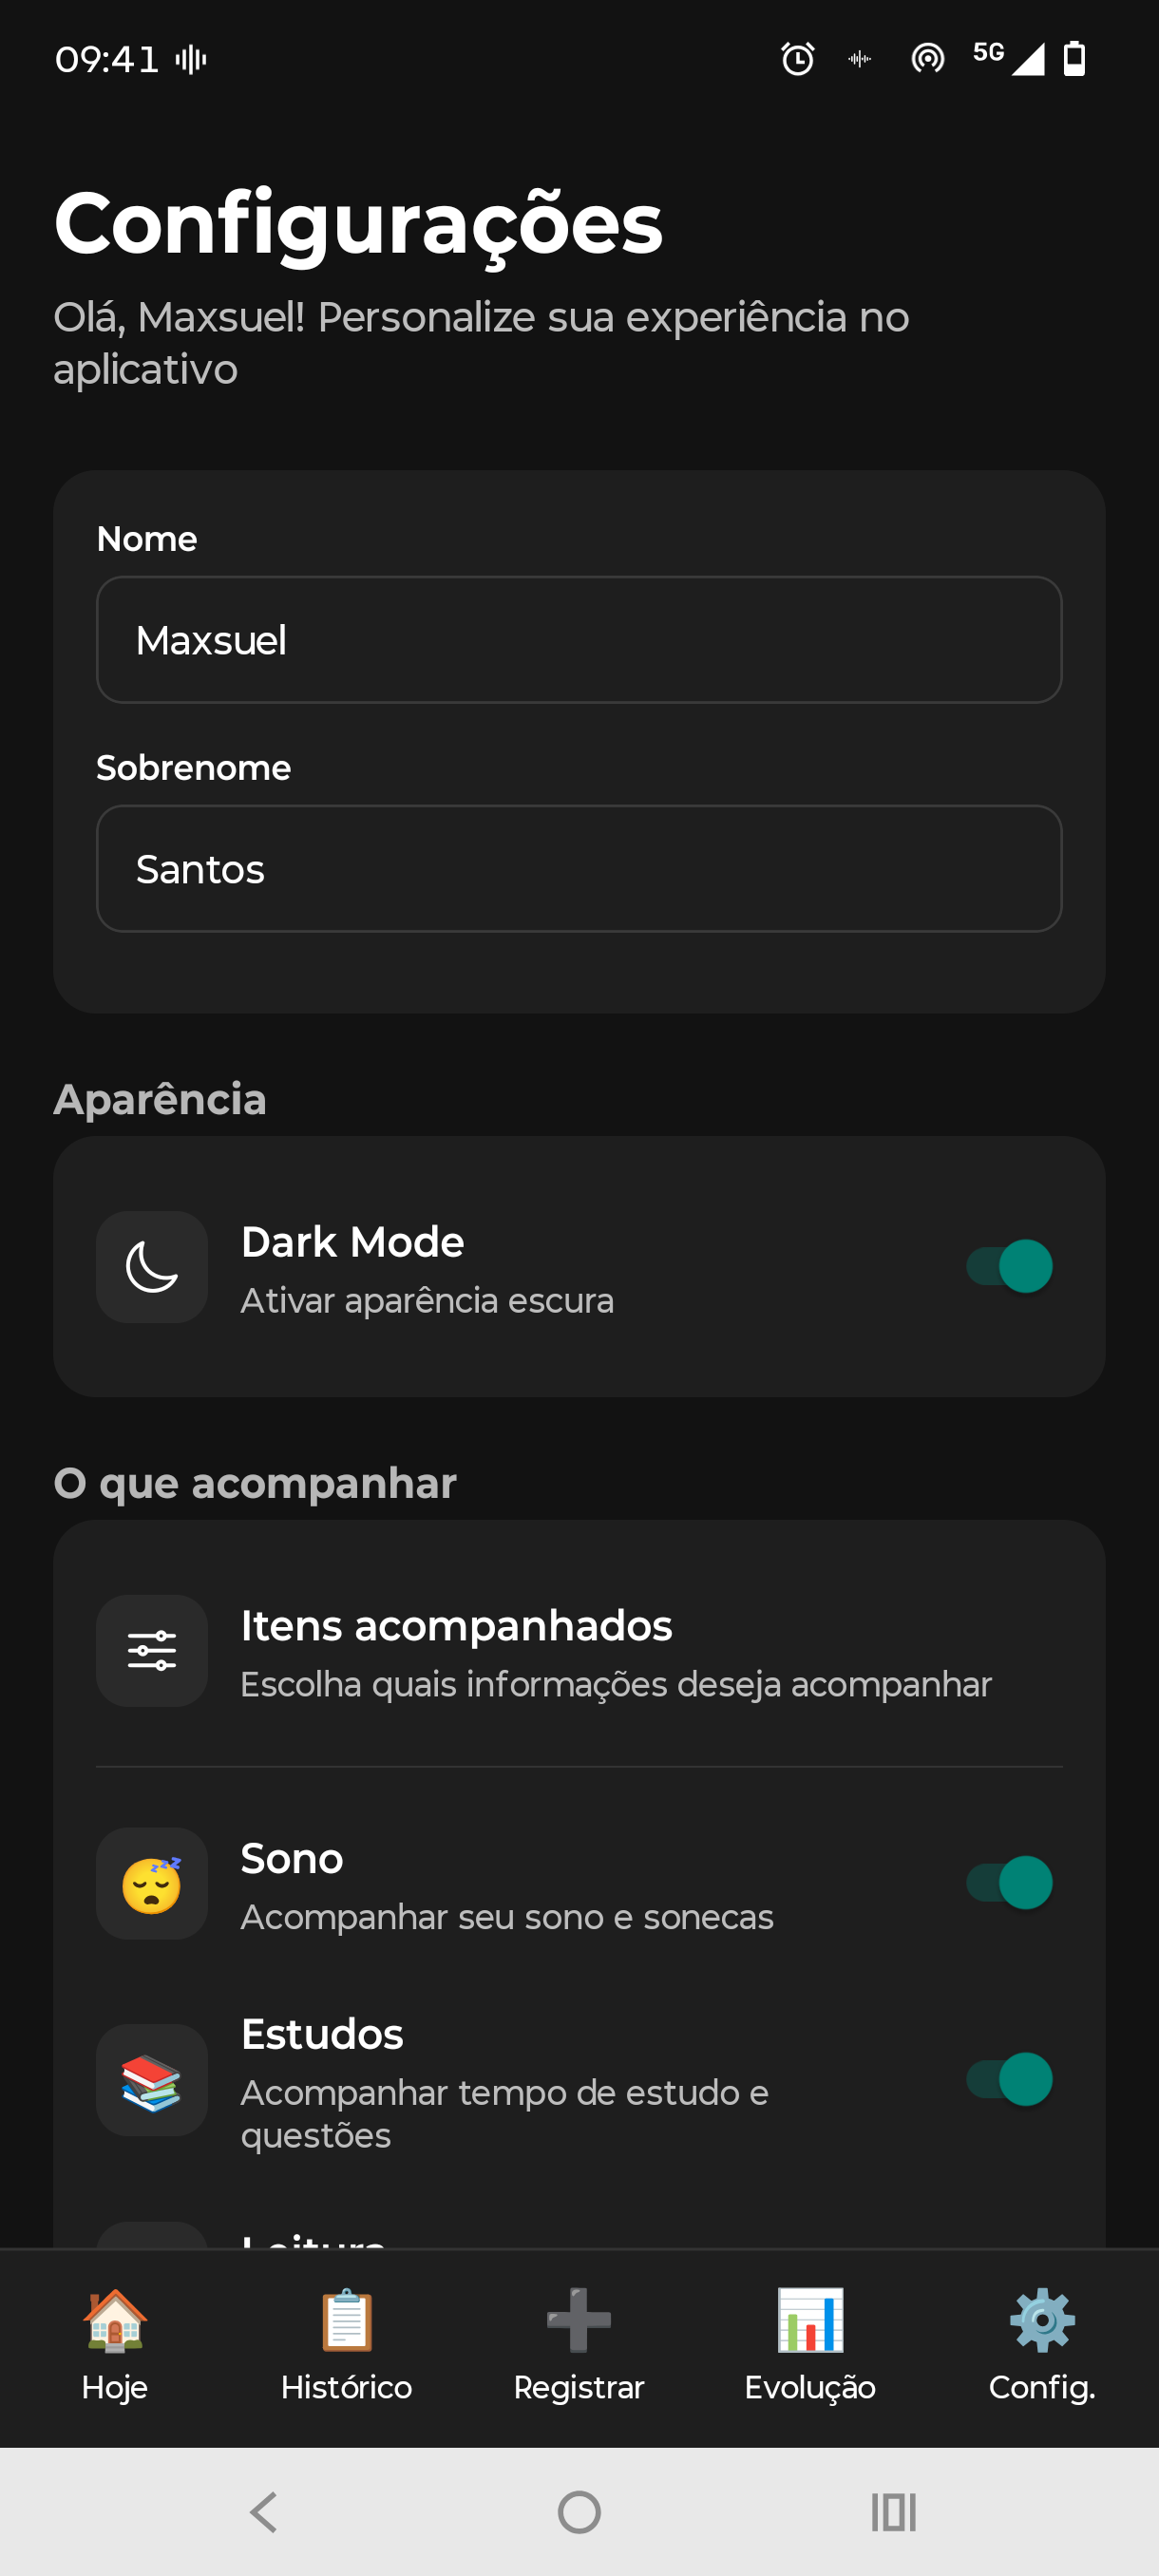 09:41
5G
Configurações
Olá, Maxsuel! Personalize sua experiência no
aplicativo
Nome
Maxsuel
Sobrenome
Santos
Aparência
Dark Mode
Ativar aparência escura
O que acompanhar
Itens acompanhados
Escolha quais informações deseja acompanhar
Sono
Acompanhar seu sono e sonecas
Estudos
Acompanhar tempo de estudo e
questões
Leitura
Hoje
Histórico
Registrar
Evolução
Config.